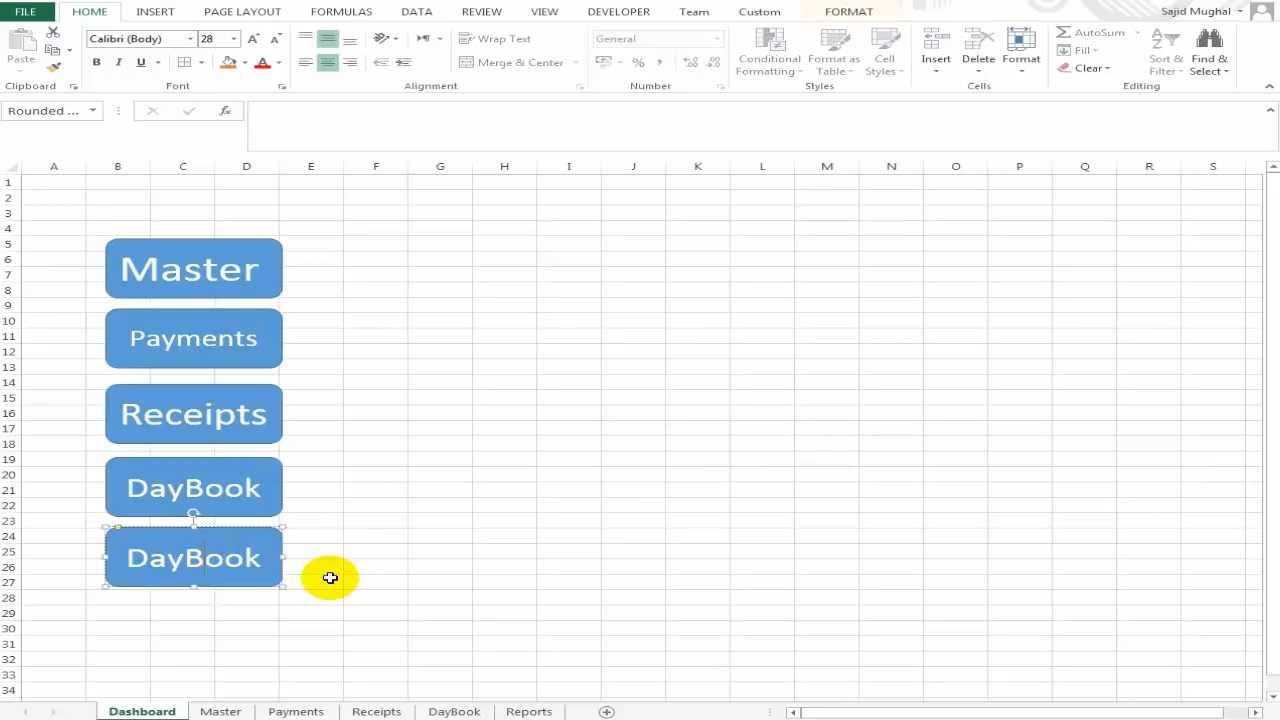 FILE HOME INSERT PAGE LAYOUT FORMULAS DATA REVIEW VIEW DEVELOPER Team Custom FORMAT Sajid Mughal
Calibri (Body) 28 Wrap Text General AutoSum
Paste B I U Merge & Center % Conditional Formatting Format as Table Cell Styles Insert Delete Format Fill Clear Sort & Filter Find & Select
Clipboard Font Alignment Number Styles Cells Editing
Rounded ... fx
A B C D E F G H I J K L M N O P Q R S
1
2
3
4
5
6
7
8
9
10
11
12
13
14
15
16
17
18
19
20
21
22
23
24
25
26
27
28
29
30
31
32
33
34
Master
Payments
Receipts
DayBook
DayBook
Dashboard Master Payments Receipts DayBook Reports